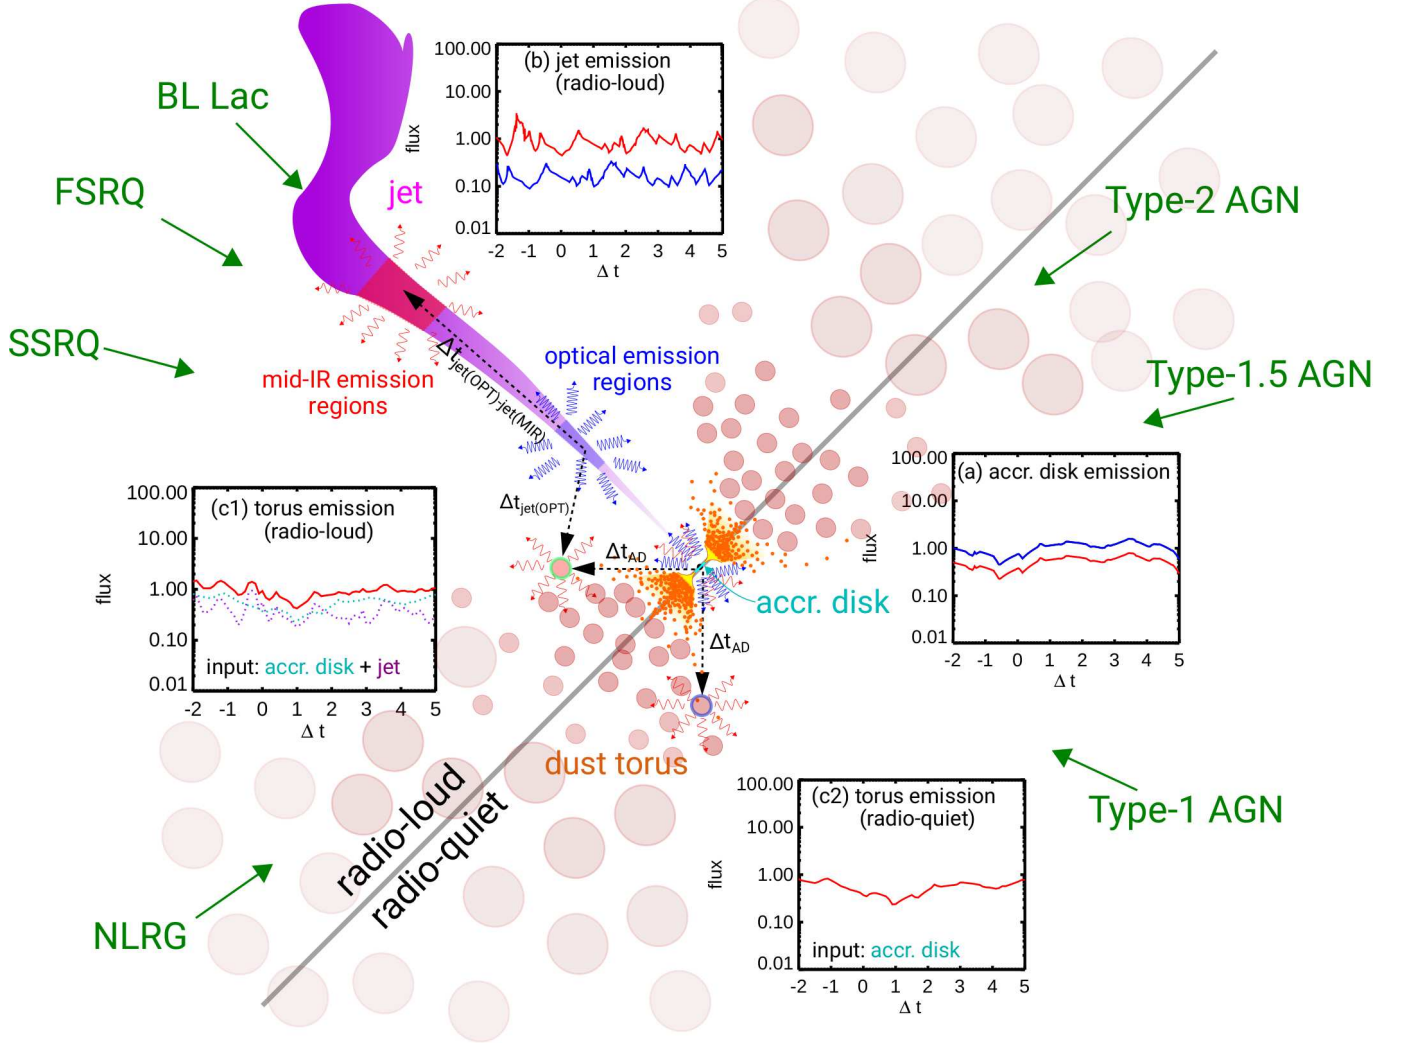 BL Lac
FSRQ
SSRQ
jet
100.00
10.00
1.00
0.10
0.01
flux
(b) jet emission
(radio-loud)
-2 -1 0 1 2 3 4 5
Δ t
Type-2 AGN
Type-1.5 AGN
mid-IR emission
regions
optical emission
regions
Δtjet(OPT)-jet(MIR)
Δtjet(OPT)
ΔtAD
ΔtAD
accr. disk
100.00
10.00
1.00
0.10
0.01
flux
(a) accr. disk emission
-2 -1 0 1 2 3 4 5
Δ t
100.00
10.00
1.00
0.10
0.01
flux
(c1) torus emission
(radio-loud)
input: accr. disk + jet
-2 -1 0 1 2 3 4 5
Δ t
dust torus
radio-loud
radio-quiet
NLRG
Type-1 AGN
100.00
10.00
1.00
0.10
0.01
flux
(c2) torus emission
(radio-quiet)
input: accr. disk
-2 -1 0 1 2 3 4 5
Δ t